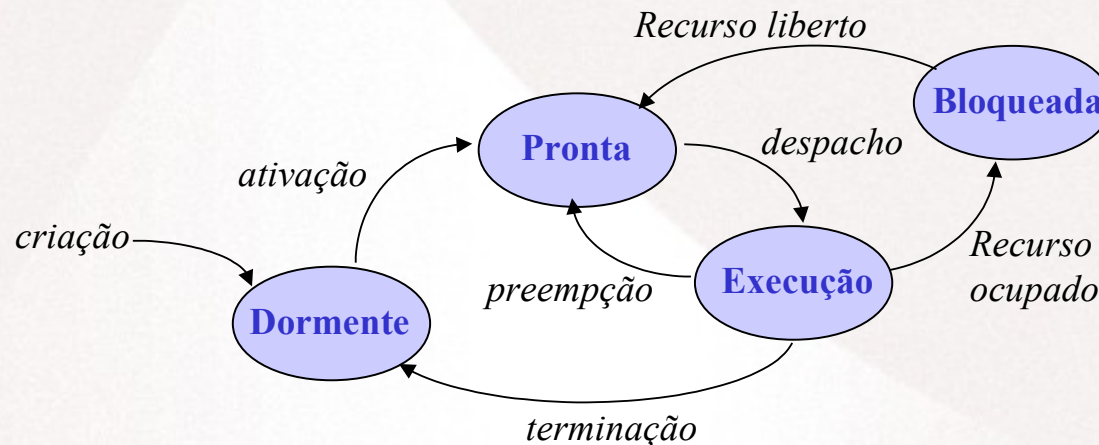 Recurso liberto
Bloqueada
Pronta
despacho
ativação
criação
Recurso
ocupado
preempção
Execução
Dormente
terminação